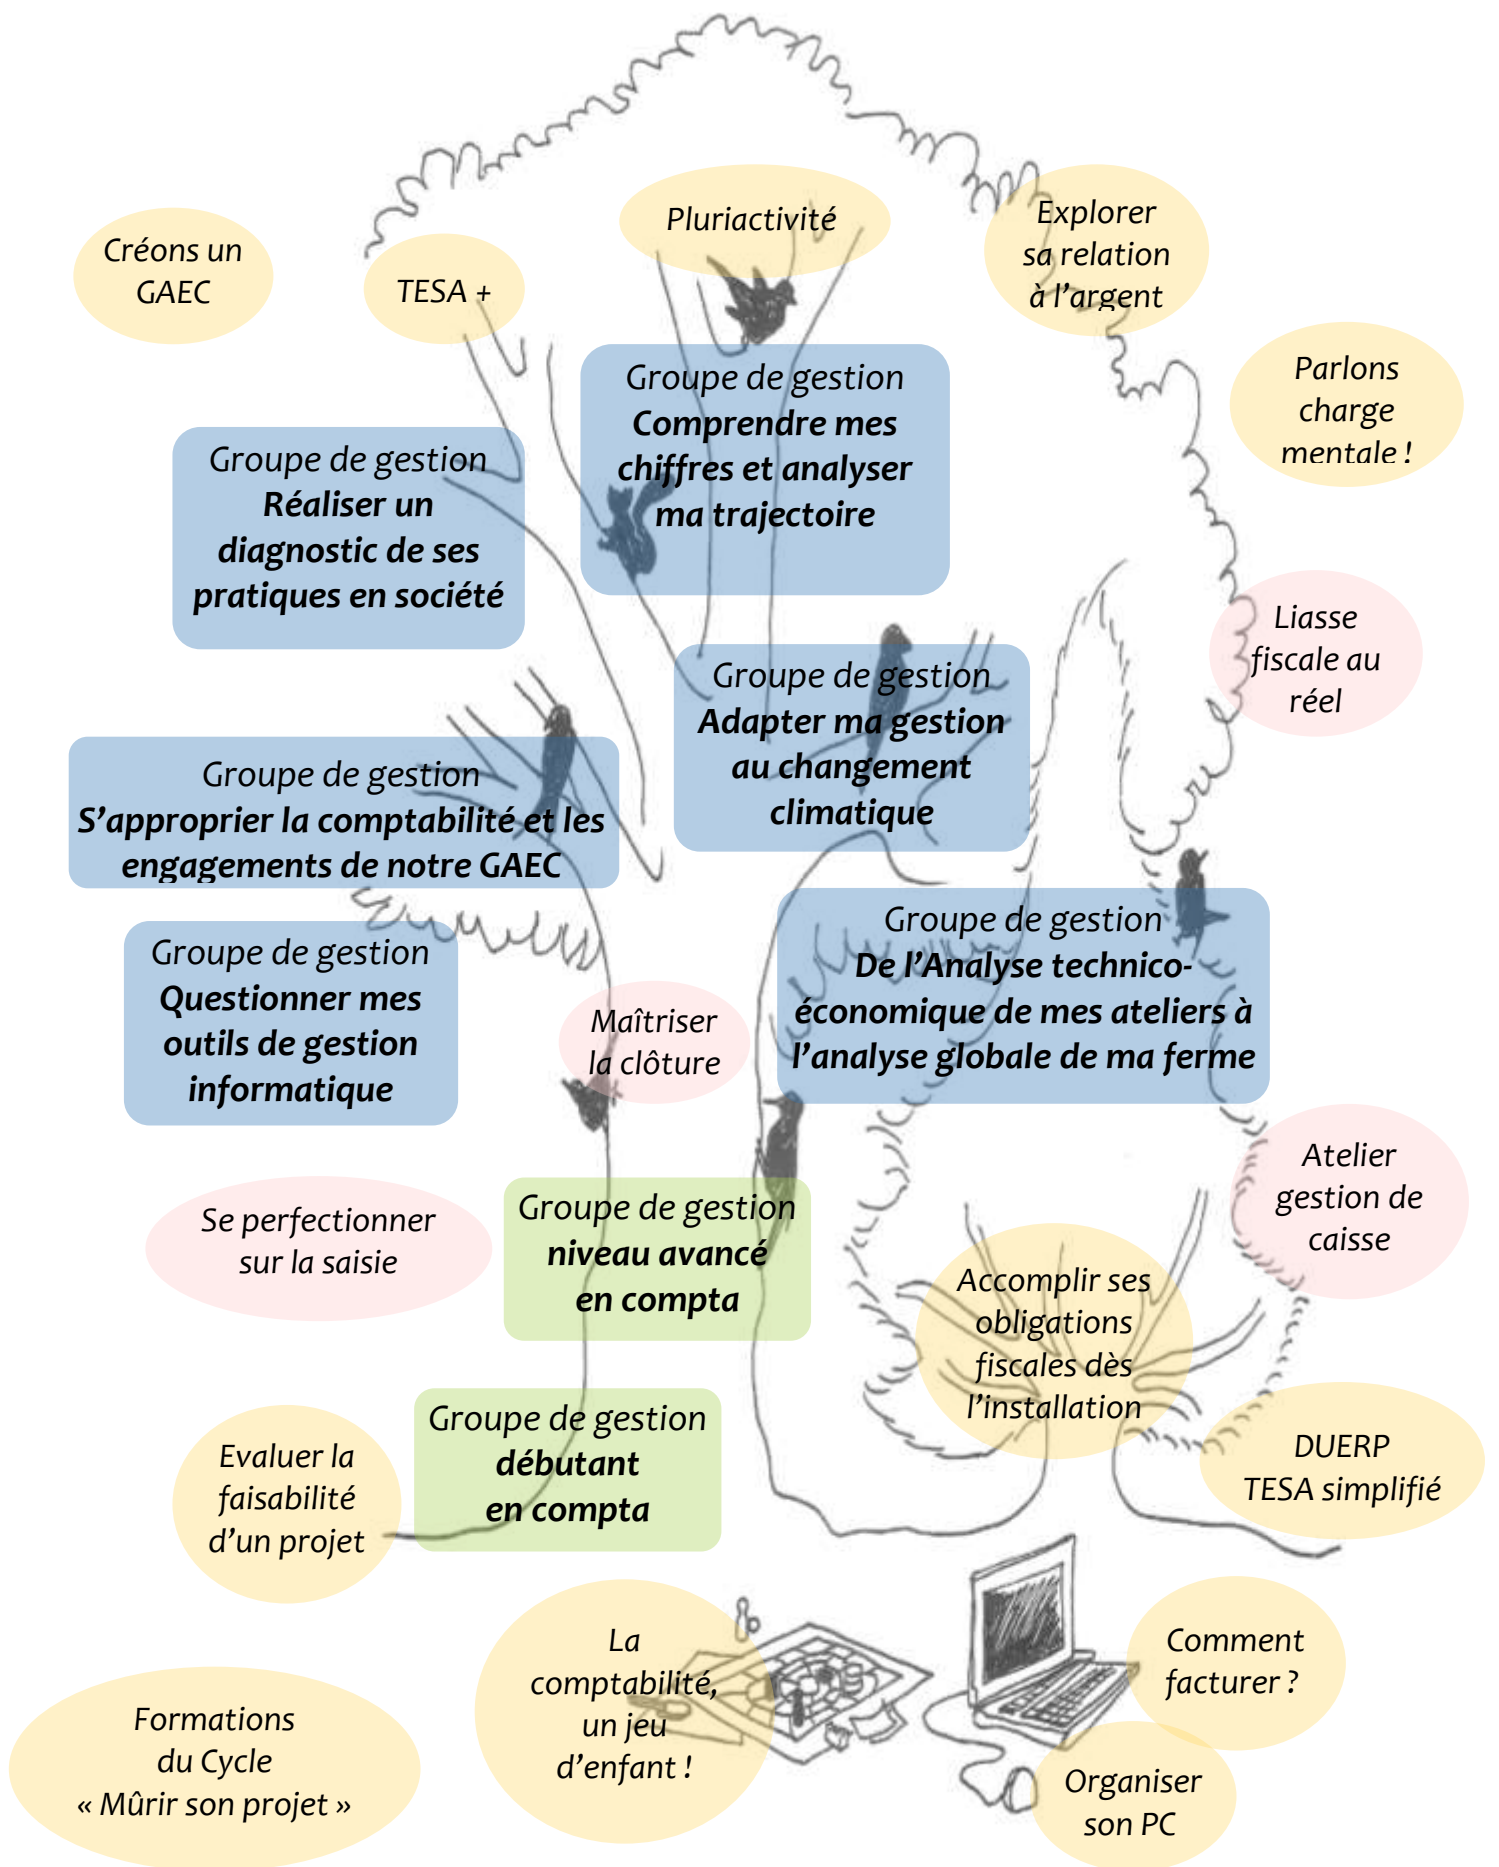 Pluriactivité
Explorer
sa relation
à l'argent
Créons un
GAEC
TESA +
Parlons
charge
mentale !
Groupe de gestion
Comprendre mes
chiffres et analyser
ma trajectoire
Groupe de gestion
Réaliser un
diagnostic de ses
pratiques en société
Liasse
fiscale au
réel
Groupe de gestion
Adapter ma gestion
au changement
climatique
Groupe de gestion
S'approprier la comptabilité et les
engagements de notre GAEC
Groupe de gestion
De l'Analyse technico-
économique de mes ateliers à
l'analyse globale de ma ferme
Groupe de gestion
Questionner mes
outils de gestion
informatique
Maîtriser
la clôture
Atelier
gestion de
caisse
Se perfectionner
sur la saisie
Groupe de gestion
niveau avancé
en compta
Accomplir ses
obligations
fiscales dès
l'installation
Groupe de gestion
débutant
en compta
Evaluer la
faisabilité
d'un projet
DUERP
TESA simplifié
La
comptabilité,
un jeu
d'enfant !
Comment
facturer ?
Formations
du Cycle
« Mûrir son projet »
Organiser
son PC